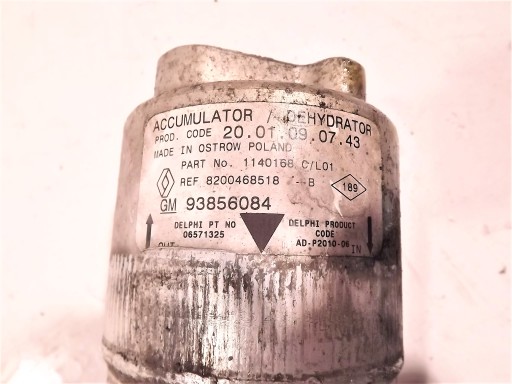 ACCUMULATOR / DEHYDRATOR
PROD. CODE 20.01.09.07.43
MADE IN OSTROW POLAND
PART No. 1140168 C/L01
REF 8200468518 --B 189
GM 93856084
DELPHI PT NO
06571325
DELPHI PRODUCT
CODE
AD-P2010-06
OUT
IN